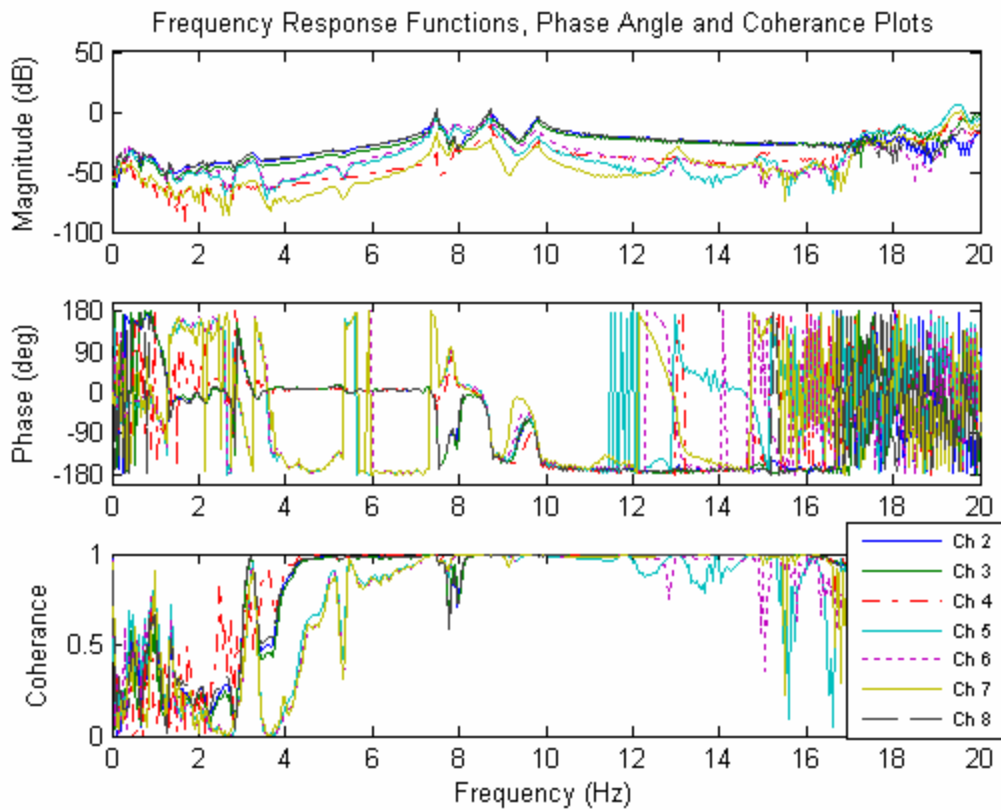 Frequency Response Functions, Phase Angle and Coherance Plots
Magnitude (dB)
50
0
-50
-100
0 2 4 6 8 10 12 14 16 18 20
Phase (deg)
180
90
0
-90
-180
0 2 4 6 8 10 12 14 16 18 20
Coherance
1
0.5
0
0 2 4 6 8 10 12 14 16 18 20
Frequency (Hz)
Ch 2
Ch 3
Ch 4
Ch 5
Ch 6
Ch 7
Ch 8